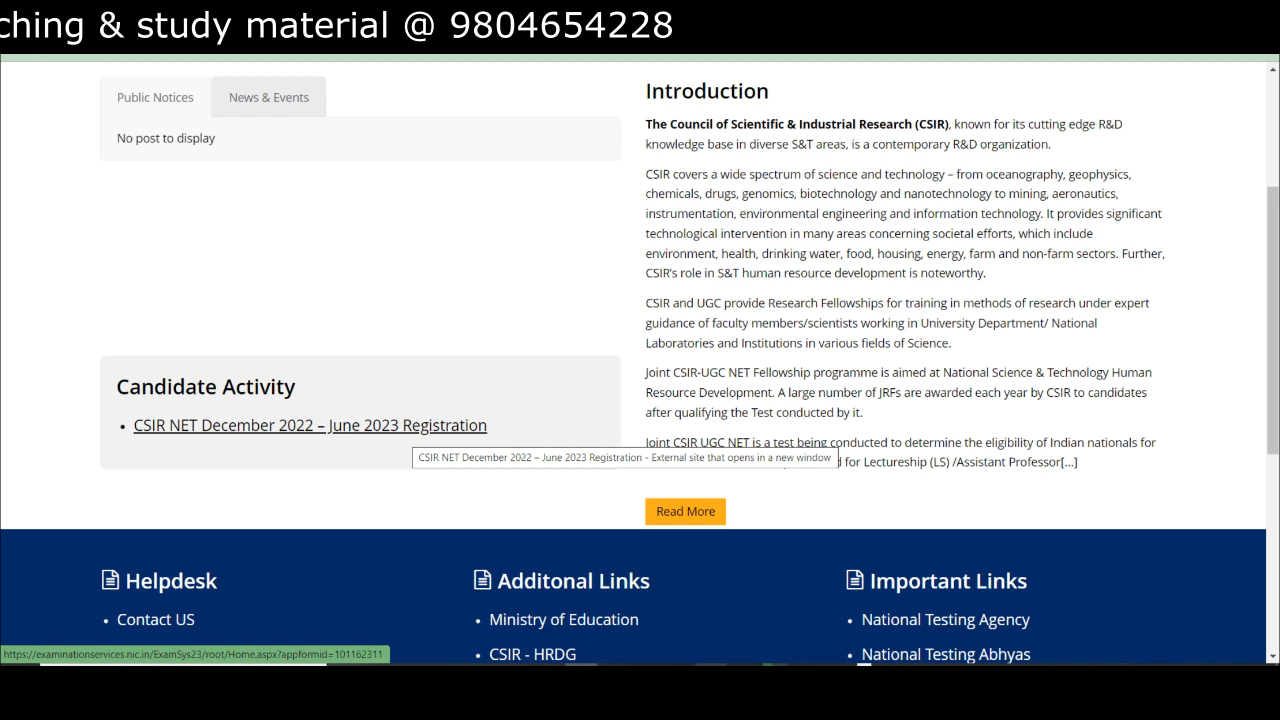 ching & study material @ 9804654228
Public Notices
News & Events
No post to display
Candidate Activity
CSIR NET December 2022 – June 2023 Registration
CSIR NET December 2022 – June 2023 Registration - External site that opens in a new window
Introduction
The Council of Scientific & Industrial Research (CSIR), known for its cutting edge R&D
knowledge base in diverse S&T areas, is a contemporary R&D organization.
CSIR covers a wide spectrum of science and technology – from oceanography, geophysics,
chemicals, drugs, genomics, biotechnology and nanotechnology to mining, aeronautics,
instrumentation, environmental engineering and information technology. It provides significant
technological intervention in many areas concerning societal efforts, which include
environment, health, drinking water, food, housing, energy, farm and non-farm sectors. Further,
CSIR's role in S&T human resource development is noteworthy.
CSIR and UGC provide Research Fellowships for training in methods of research under expert
guidance of faculty members/scientists working in University Department/ National
Laboratories and Institutions in various fields of Science.
Joint CSIR-UGC NET Fellowship programme is aimed at National Science & Technology Human
Resource Development. A large number of JRFs are awarded each year by CSIR to candidates
after qualifying the Test conducted by it.
Joint CSIR UGC NET is a test being conducted to determine the eligibility of Indian nationals for
for Lectureship (LS) /Assistant Professor[...]
Read More
Helpdesk
Contact US
Additonal Links
Ministry of Education
CSIR - HRDG
Important Links
National Testing Agency
National Testing Abhyas
https://examinationservices.nic.in/ExamSys23/root/Home.aspx?appformid=101162311